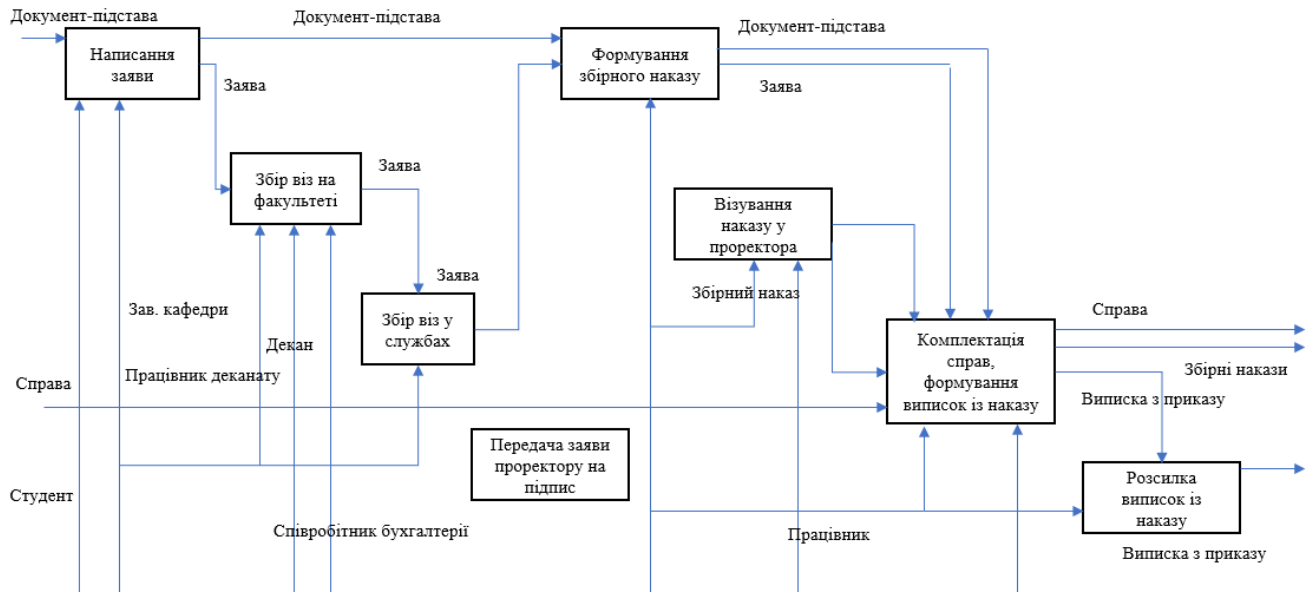 Документ-підстава
Документ-підстава
Документ-підстава
Написання
заяви
Формування
збірного наказу
Заява
Заява
Збір віз на
факультеті
Заява
Візування
наказу у
проректора
Заява
Збірний наказ
Зав. кафедри
Збір віз у
службах
Декан
Справа
Комплектація
справ,
формування
виписок із наказу
Збірні накази
Справа
Працівник деканату
Виписка з приказу
Передача заяви
проректору на
підпис
Студент
Розсилка
виписок із
наказу
Співробітник бухгалтерії
Працівник
Виписка з приказу